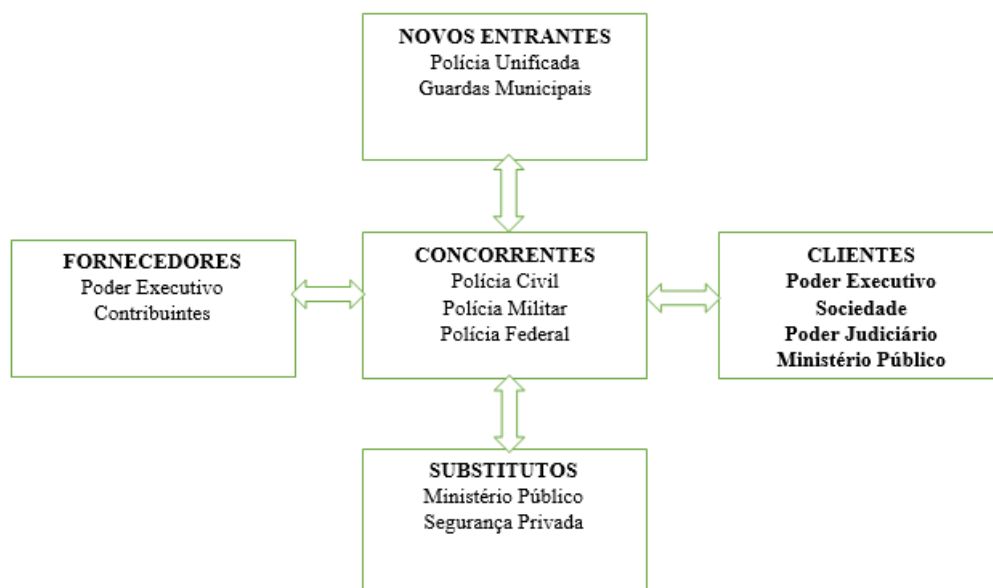 NOVOS ENTRANTES
Polícia Unificada
Guardas Municipais
FORNECEDORES
Poder Executivo
Contribuintes
CONCORRENTES
Polícia Civil
Polícia Militar
Polícia Federal
CLIENTES
Poder Executivo
Sociedade
Poder Judiciário
Ministério Público
SUBSTITUTOS
Ministério Público
Segurança Privada